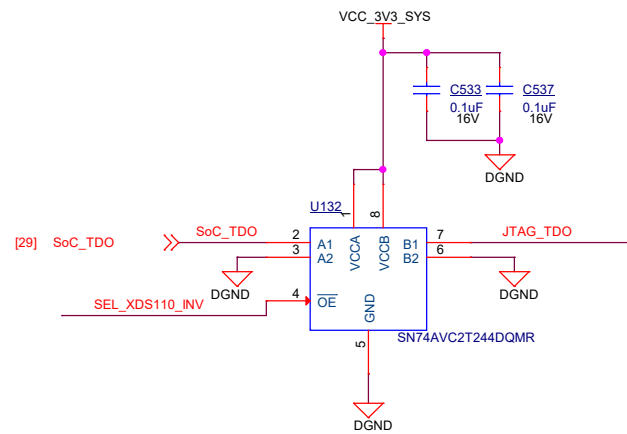 VCC_3V3_SYS
C533
0.1uF
16V
C537
0.1uF
16V
DGND
U132
1
8
[29] SoC_TDO
SoC_TDO
2
A1
VCCA
VCCB
B1
7
JTAG_TDO
3
A2
B2
6
DGND
DGND
SEL_XDS110_INV
4
OE
GND
5
SN74AVC2T244DQMR
DGND